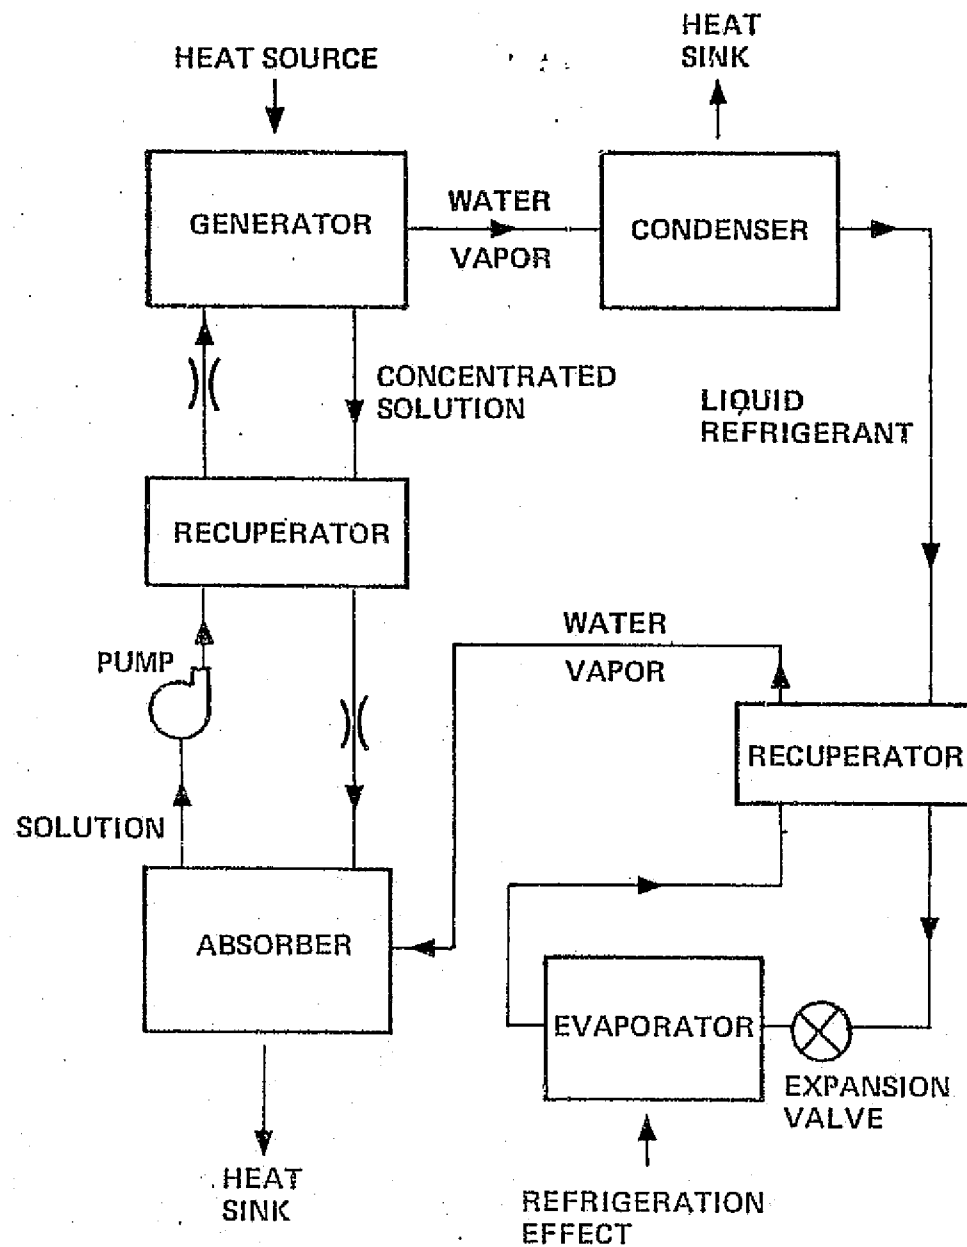 HEAT SOURCE
HEAT
SINK
GENERATOR
WATER
VAPOR
CONDENSER
CONCENTRATED
SOLUTION
LIQUID
REFRIGERANT
RECUPERATOR
WATER
VAPOR
PUMP
RECUPERATOR
SOLUTION
ABSORBER
EVAPORATOR
EXPANSION
VALVE
HEAT
SINK
REFRIGERATION
EFFECT